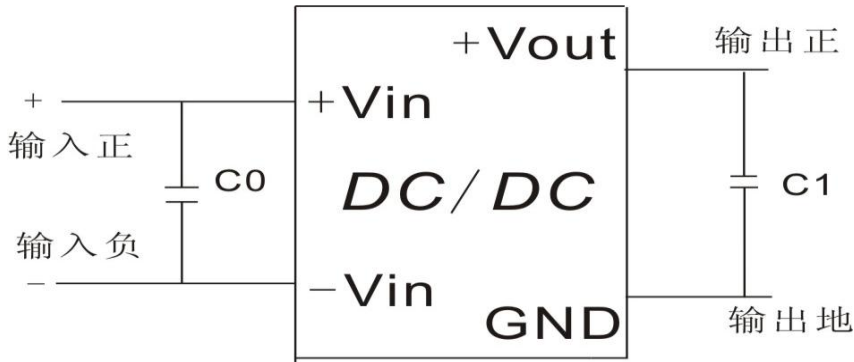 +Vout
输出正
+
+Vin
输入正
C0
DC/DC
C1
输入负
−
−Vin
GND
输出地